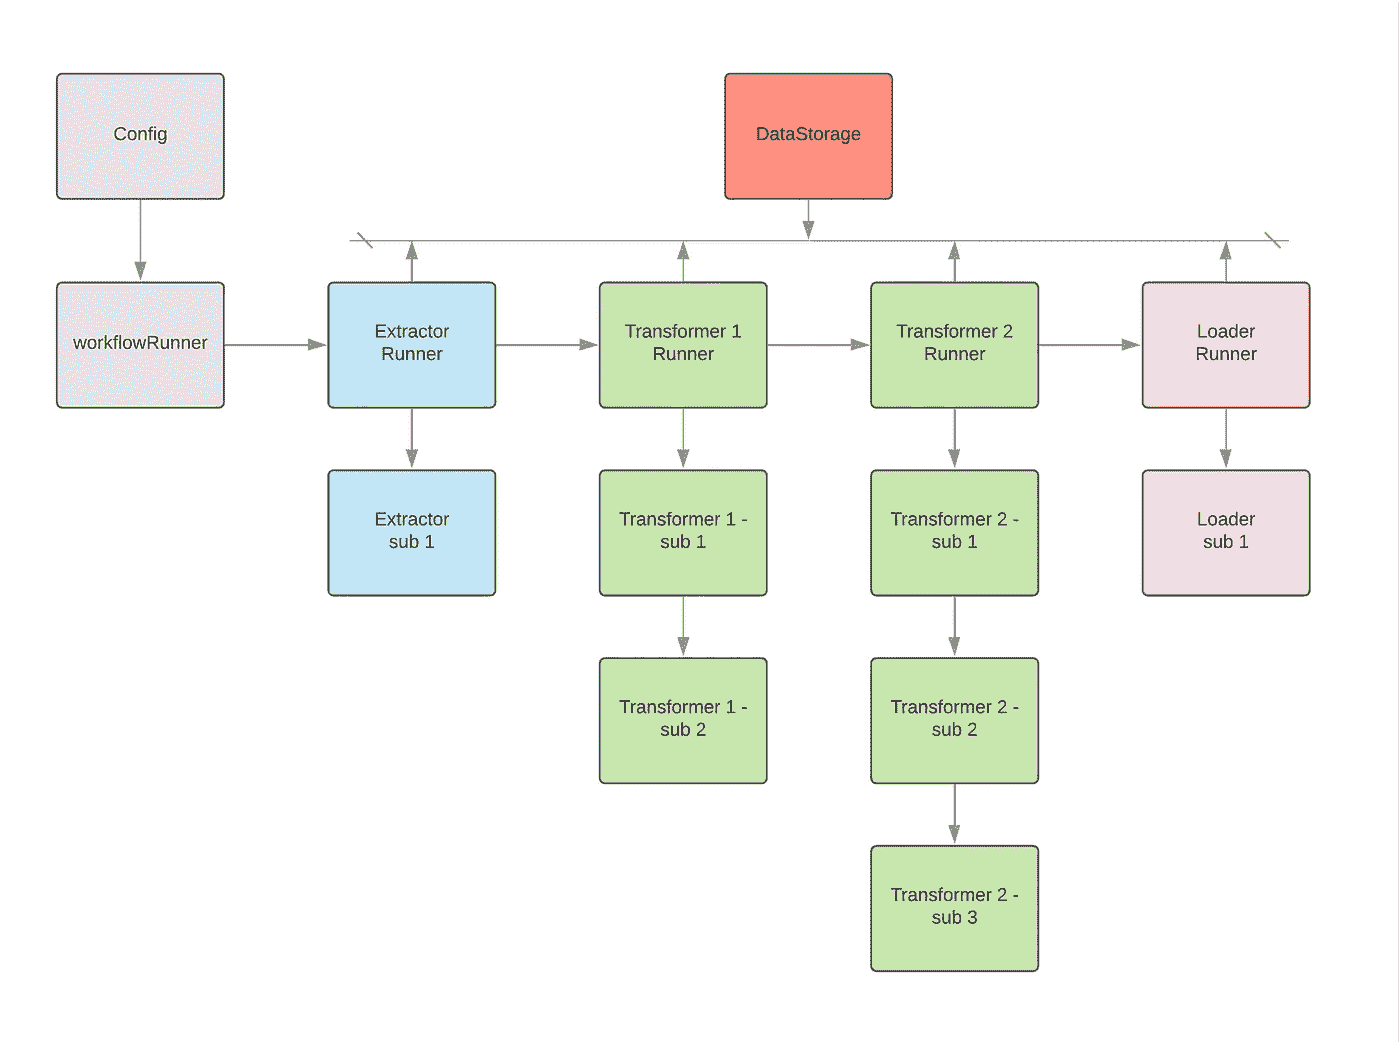 Config
DataStorage
workflowRunner
Extractor
Runner
Transformer 1
Runner
Transformer 2
Runner
Loader
Runner
Extractor
sub 1
Transformer 1 -
sub 1
Transformer 2 -
sub 1
Loader
sub 1
Transformer 1 -
sub 2
Transformer 2 -
sub 2
Transformer 2 -
sub 3